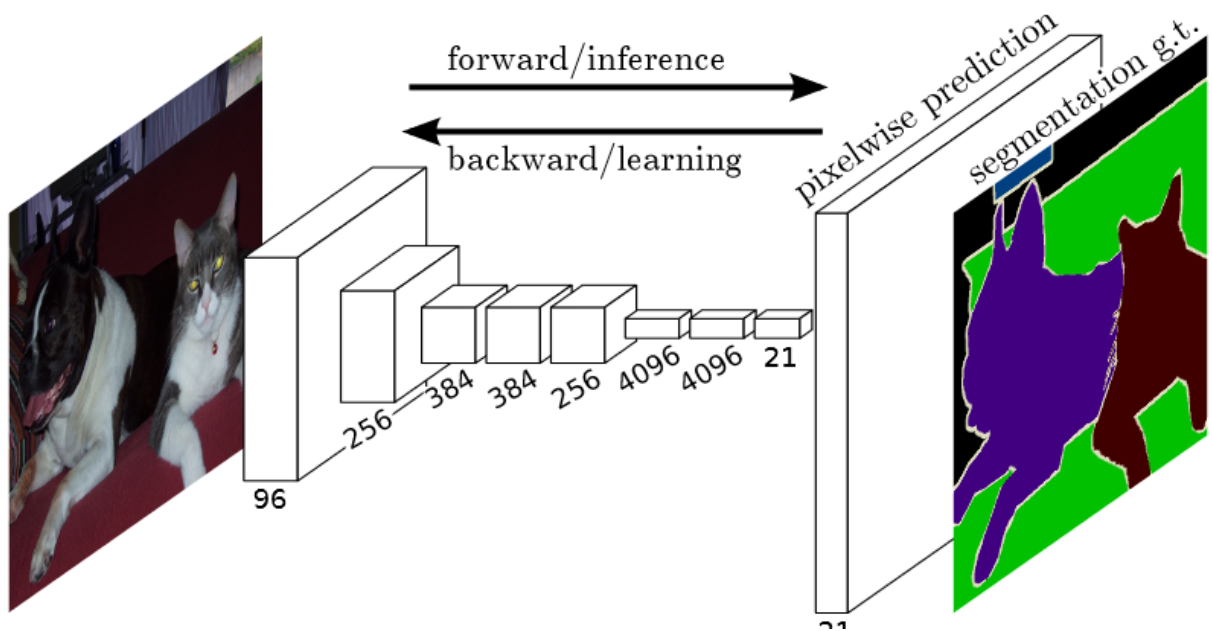 forward/inference
backward/learning
pixelwise prediction
segmentation g.t.
96
256
384
384
256
4096
4096
21
21